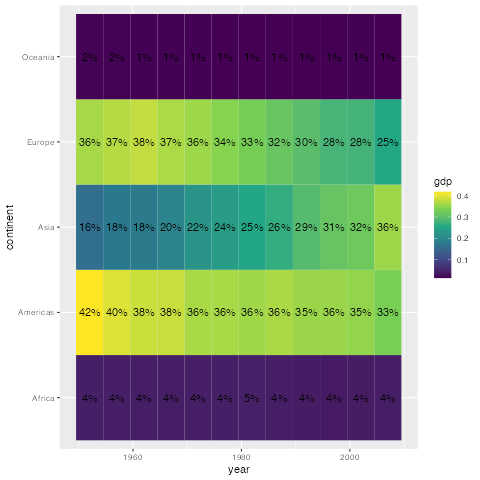 Oceania
2% 2% 1% 1% 1% 1% 1% 1% 1% 1% 1% 1%
Europe
36% 37% 38% 37% 36% 34% 33% 32% 30% 28% 28% 25%
Asia
16% 18% 18% 20% 22% 24% 25% 26% 29% 31% 32% 36%
Americas
42% 40% 38% 38% 36% 36% 36% 36% 35% 36% 35% 33%
Africa
4% 4% 4% 4% 4% 4% 5% 4% 4% 4% 4% 4%
continent
1960 1980 2000
year
gdp
0.4
0.3
0.2
0.1